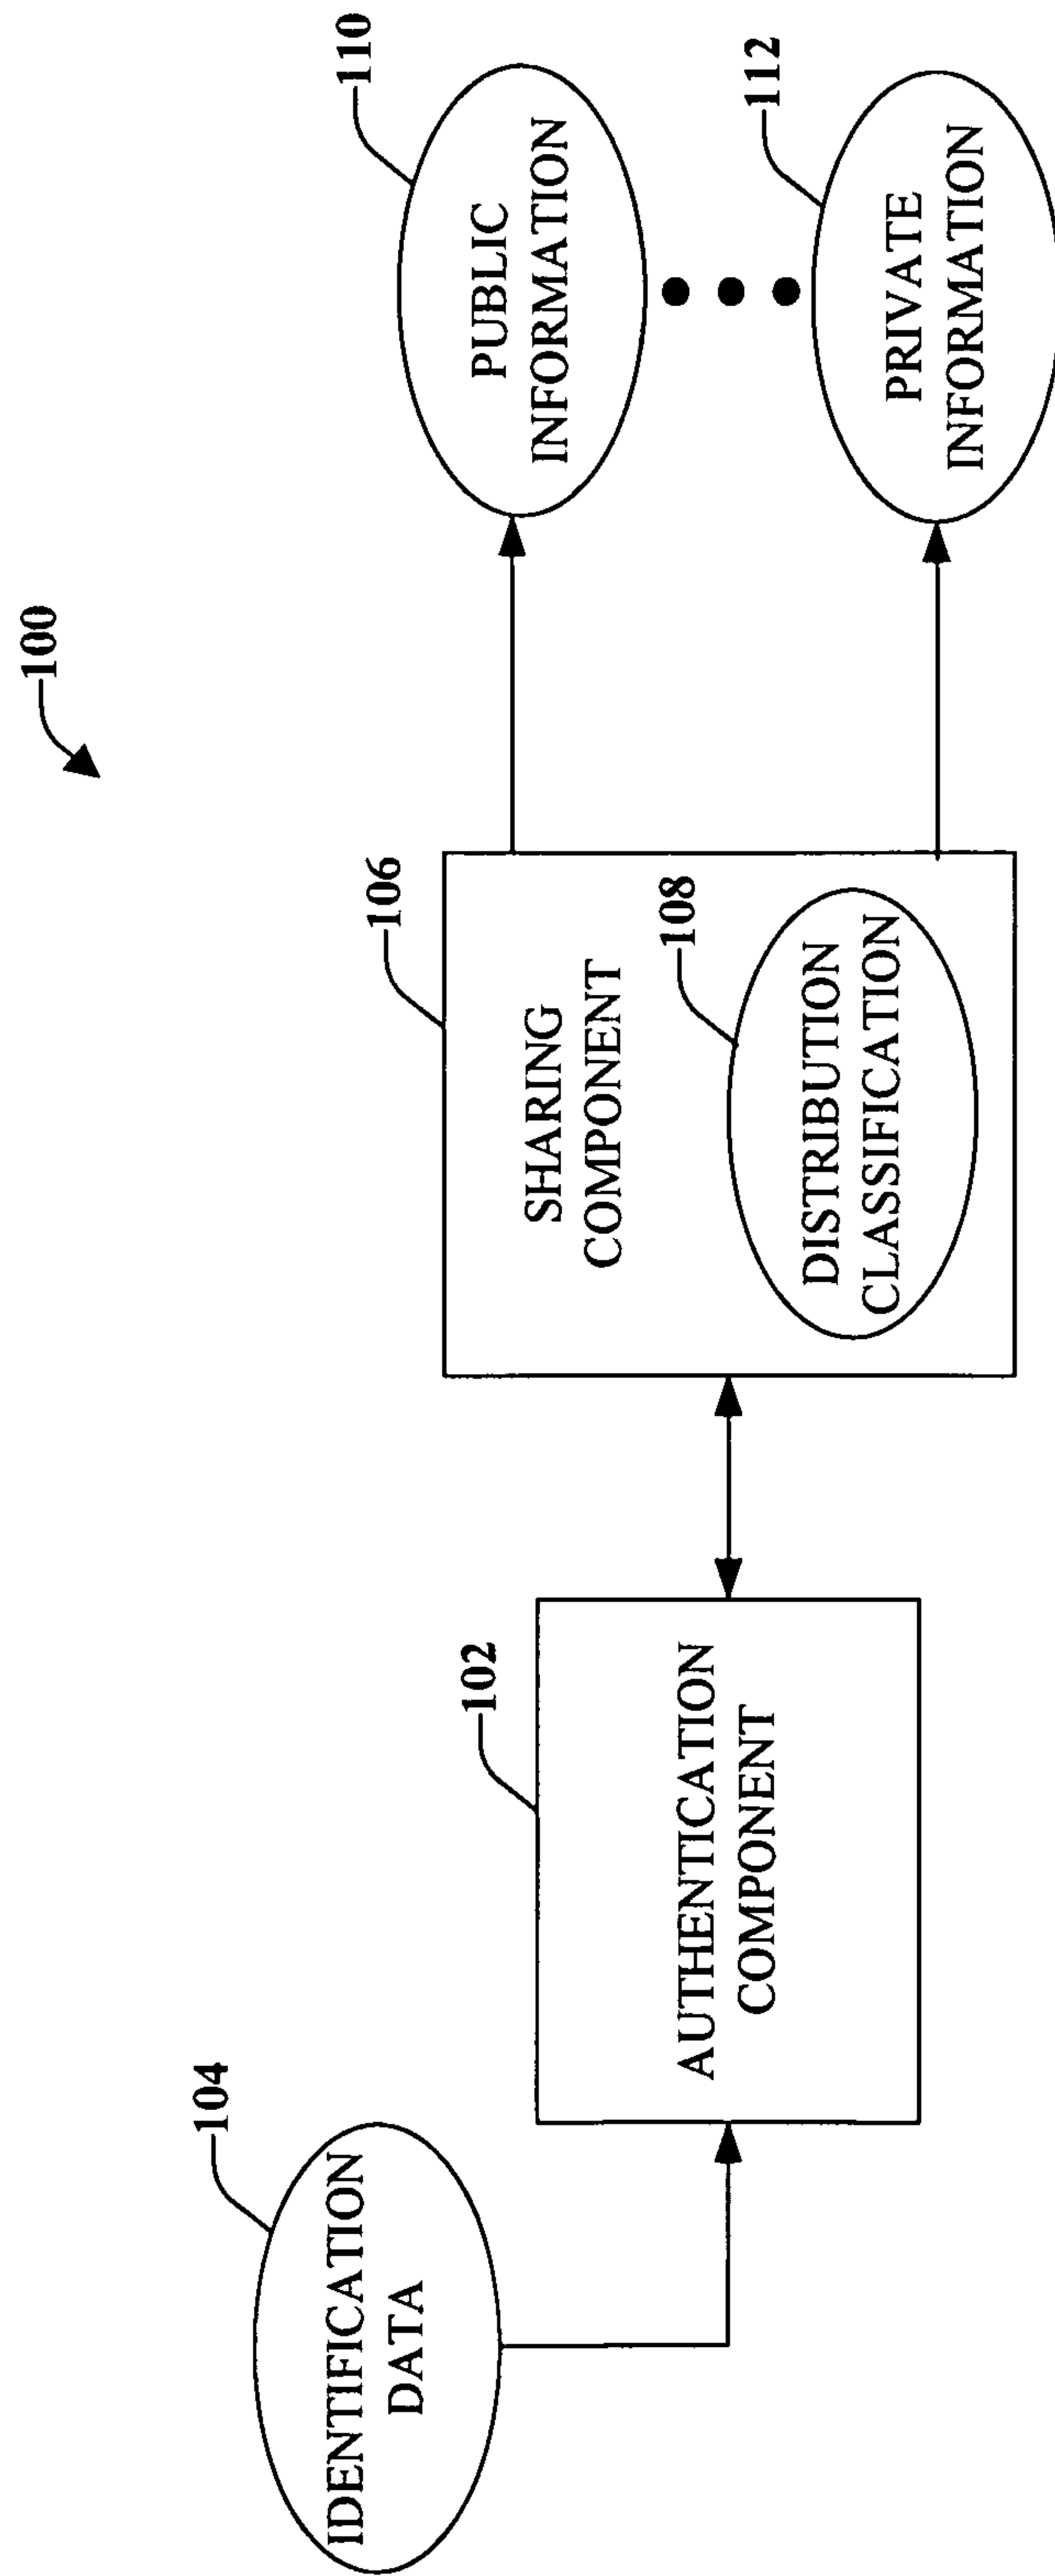 100
104
IDENTIFICATION
DATA
102
AUTHENTICATION
COMPONENT
106
SHARING
COMPONENT
108
DISTRIBUTION
CLASSIFICATION
110
PUBLIC
INFORMATION
112
PRIVATE
INFORMATION